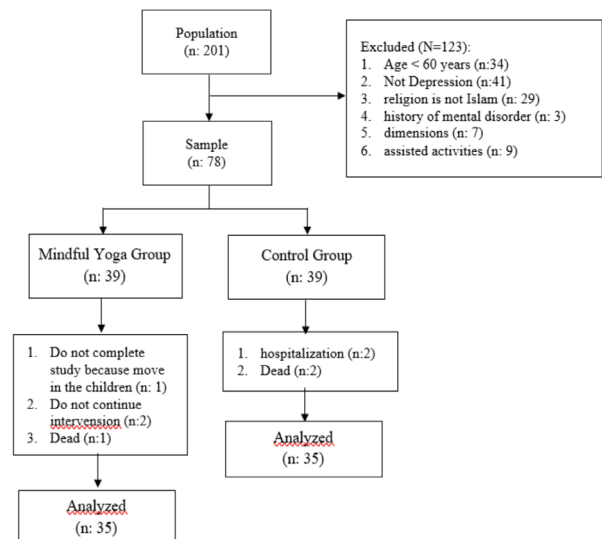 Population
(n: 201)
Excluded (N=123):
1. Age < 60 years (n:34)
2. Not Depression (n:41)
3. religion is not Islam (n: 29)
4. history of mental disorder (n: 3)
5. dimensions (n: 7)
6. assisted activities (n: 9)
Sample
(n: 78)
Mindful Yoga Group
(n: 39)
Control Group
(n: 39)
1. Do not complete
study because move
in the children (n: 1)
2. Do not continue
intervension (n:2)
3. Dead (n:1)
1. hospitalization (n:2)
2. Dead (n:2)
Analyzed
(n: 35)
Analyzed
(n: 35)